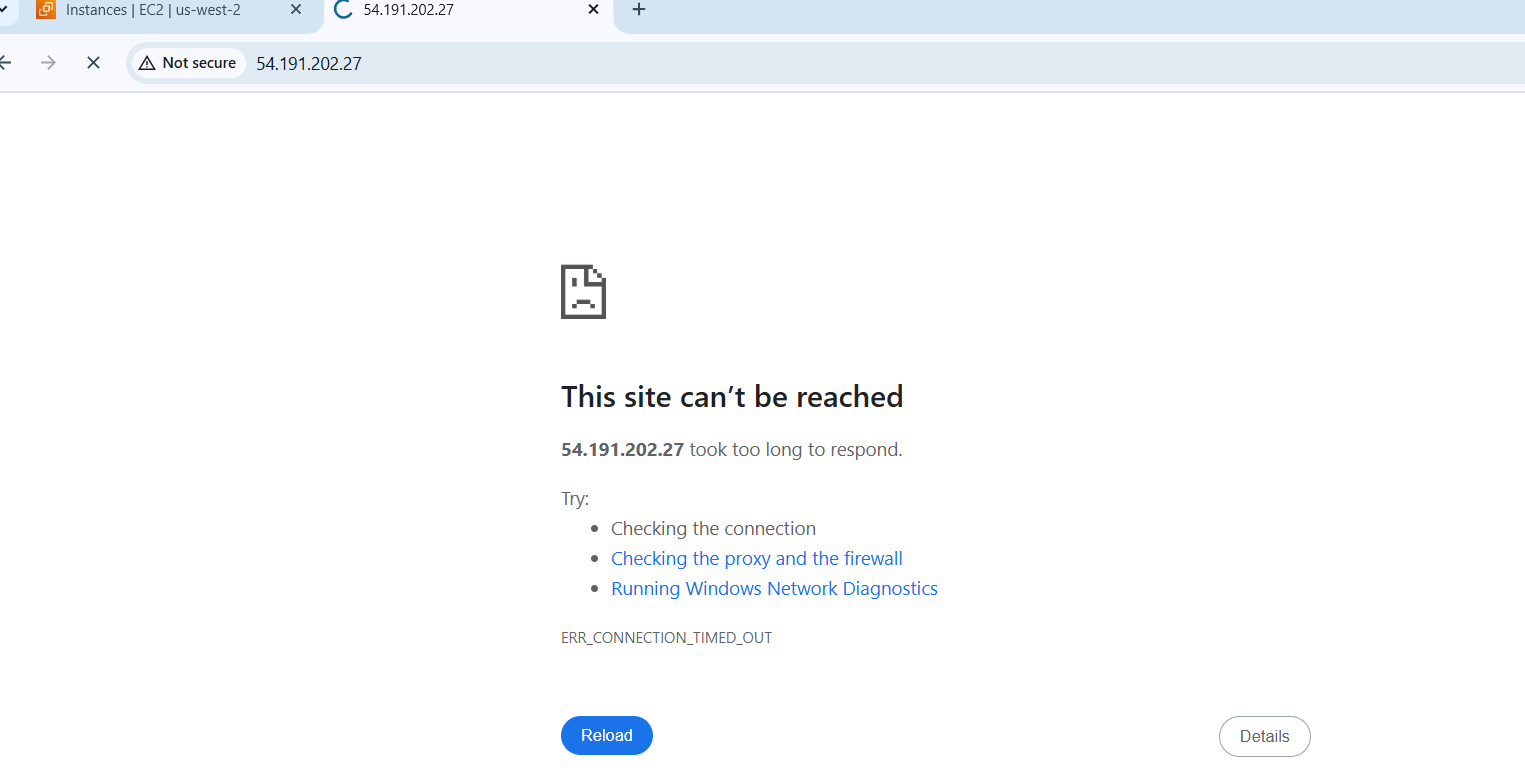 Instances | EC2 | us-west-2
54.191.202.27
Not secure
54.191.202.27
This site can’t be reached
54.191.202.27 took too long to respond.
Try:
Checking the connection
Checking the proxy and the firewall
Running Windows Network Diagnostics
ERR_CONNECTION_TIMED_OUT
Reload
Details